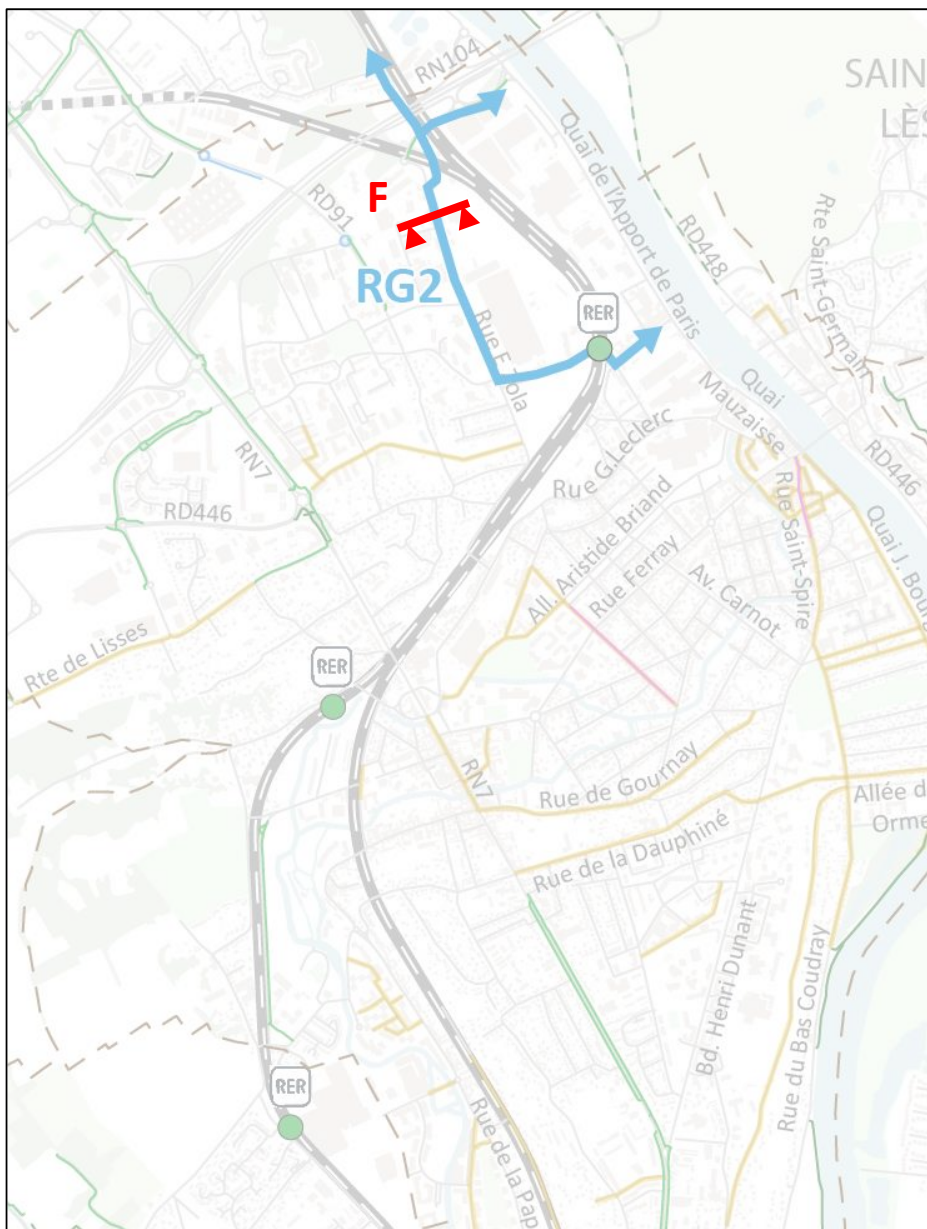 RN104
SAIN
LÈS
Quai de l'Apport de Paris
F
RD91
RD448
Rte Saint-Germain
RG2
RER
Rue F. Zola
Quai
Mauzaisse
RD446
Rue G.Leclerc
RN7
Rue Saint-Spire
RD446
All. Aristide Briand
Rue Ferray
Quai J. Bour
Av. Carnot
Rte de Lisses
RER
RN7
Rue de Gournay
Allée d
Orme
Rue de la Dauphiné
Bd. Henri Dunant
Rue du Bas Coudray
RER
Rue de la Pap